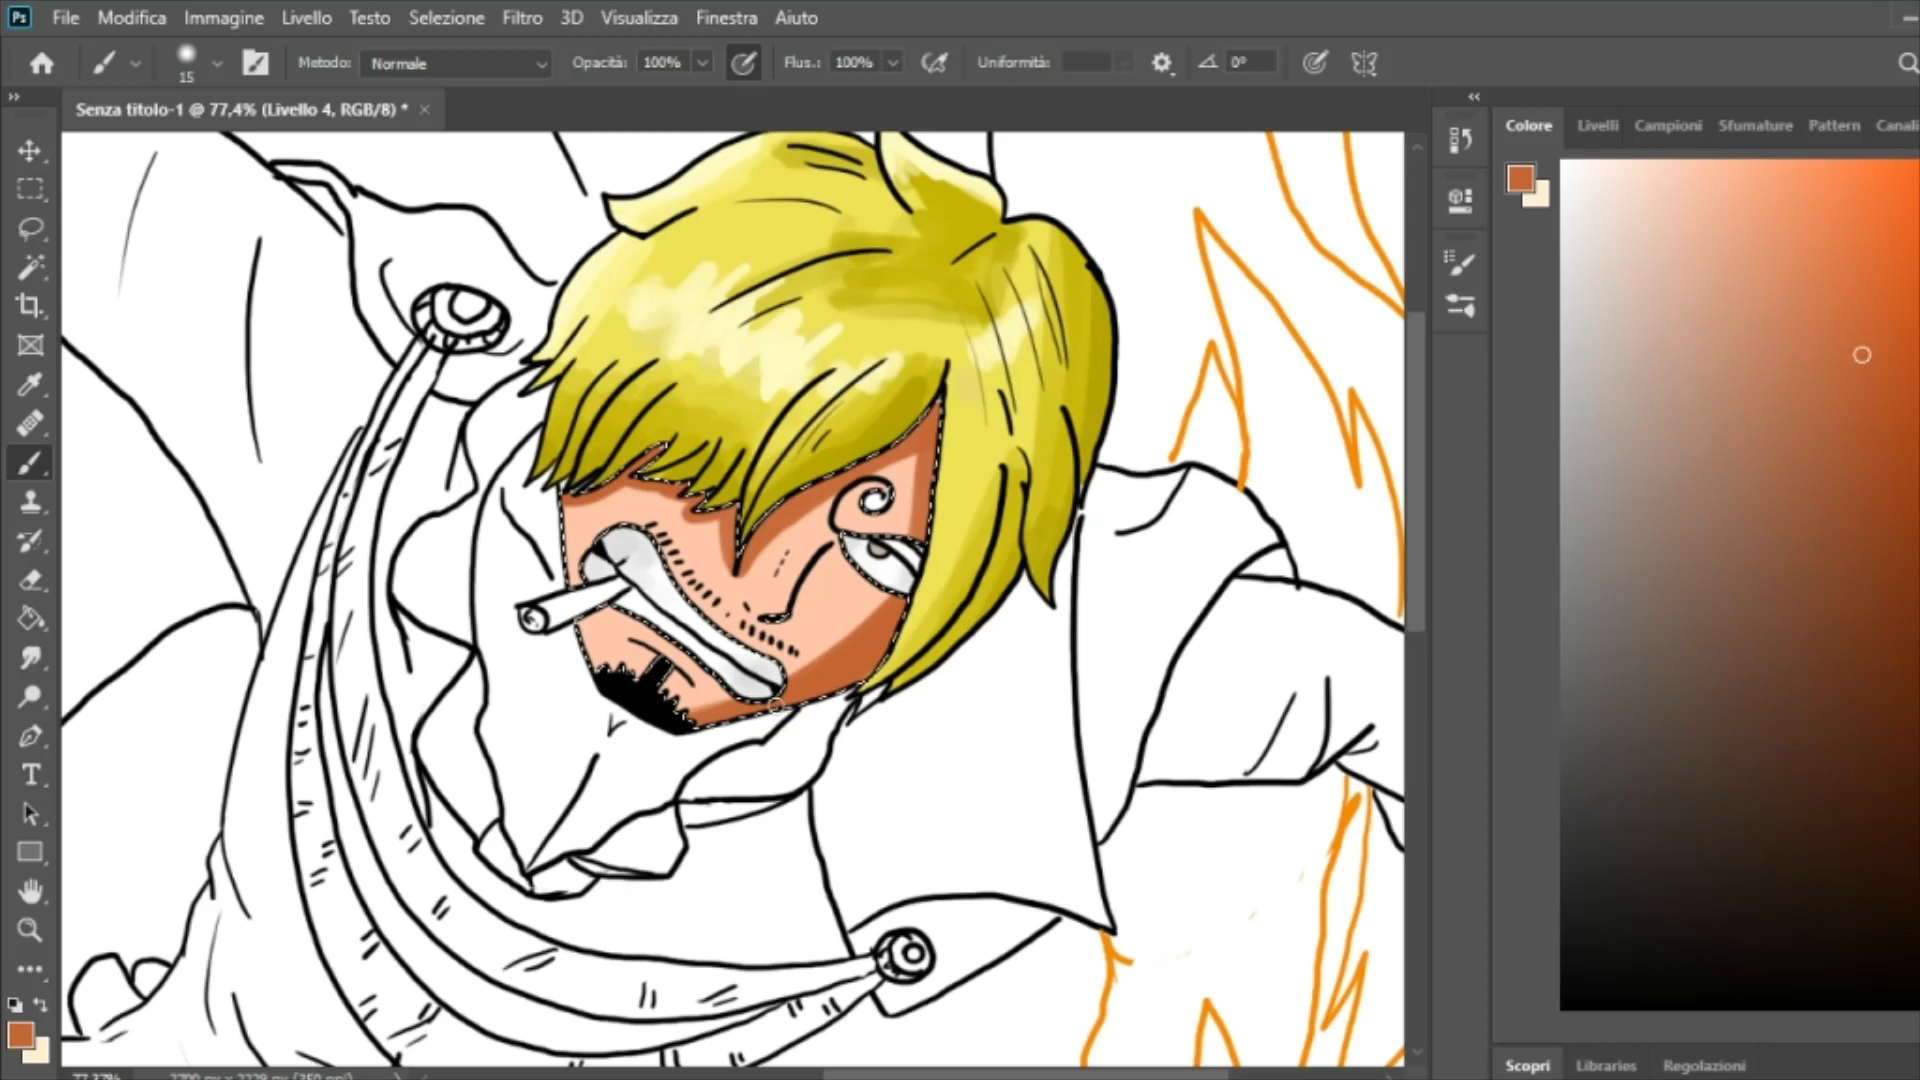 Ps File Modifica Immagine Livello Testo Selezione Filtro 3D Visualizza Finestra Aiuto
15 Metodo: Normale Opacità: 100% Flus.: 100% Uniformità: 0°
Senza titolo-1 @ 77,4% (Livello 4, RGB/8) *
Colore Livelli Campioni Sfumature Pattern Canali
Scopri Libraries Regolazioni